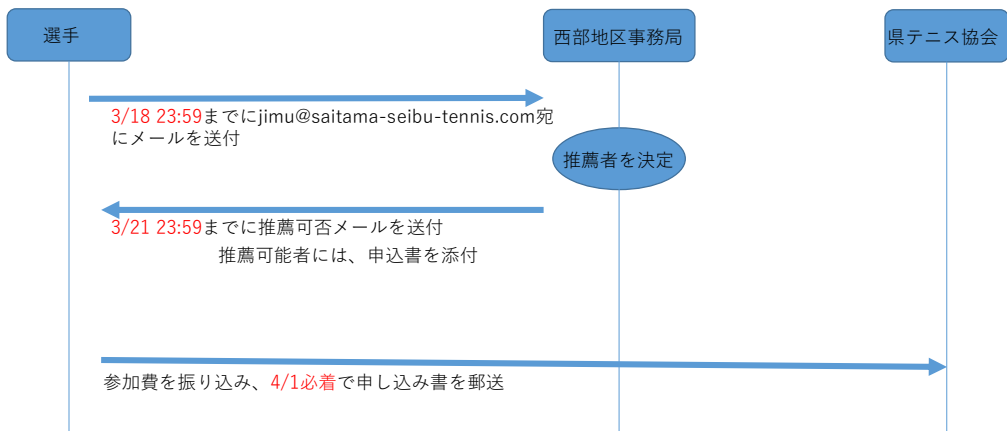 選手
西部地区事務局
県テニス協会
3/18 23:59までにjimu@saitama-seibu-tennis.com宛
にメールを送付
推薦者を決定
3/21 23:59までに推薦可否メールを送付
推薦可能者には、申込書を添付
参加費を振り込み、4/1必着で申し込み書を郵送